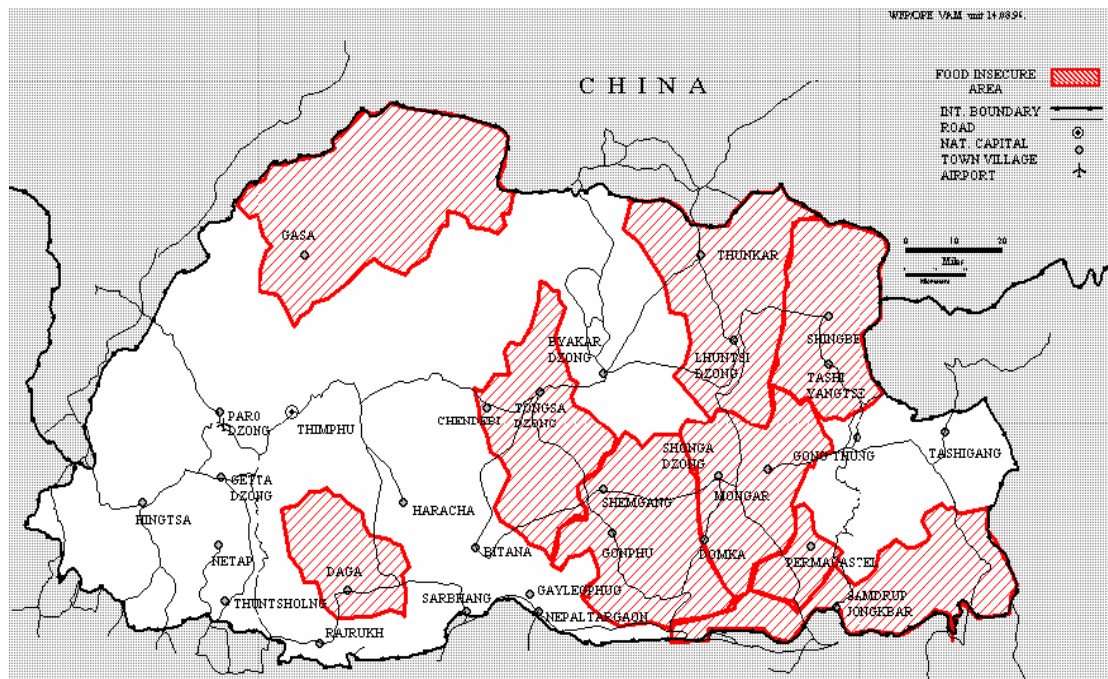 WFP/OPE VAM unit 14.08.96.
CHINA
FOOD INSECURE
AREA
INT. BOUNDARY
ROAD
NAT. CAPITAL
TOWN VILLAGE
AIRPORT
0 10 20
Miles
GASA
THUNKAR
BYAKAR
DZONG
LHUNTSI
DZONG
SHINGBE
TASHI
YANGTSE
PARO
DZONG
THIMPHU
CHENDEBI
TONGSA
DZONG
SHONGA
DZONG
GONG THUNG
TASHIGANG
GETTA
DZONG
HINGTSA
HARACHA
SHEMGANG
MONGAR
NETAP
BITANA
GONPHU
DOMKA
PERMAGASTEL
DAGA
THUNTSHOLNG
SARBHANG
GAYLEGPHUG
NEPALTARGAON
SAMDRUP
JONGKBAR
RAJRUKH